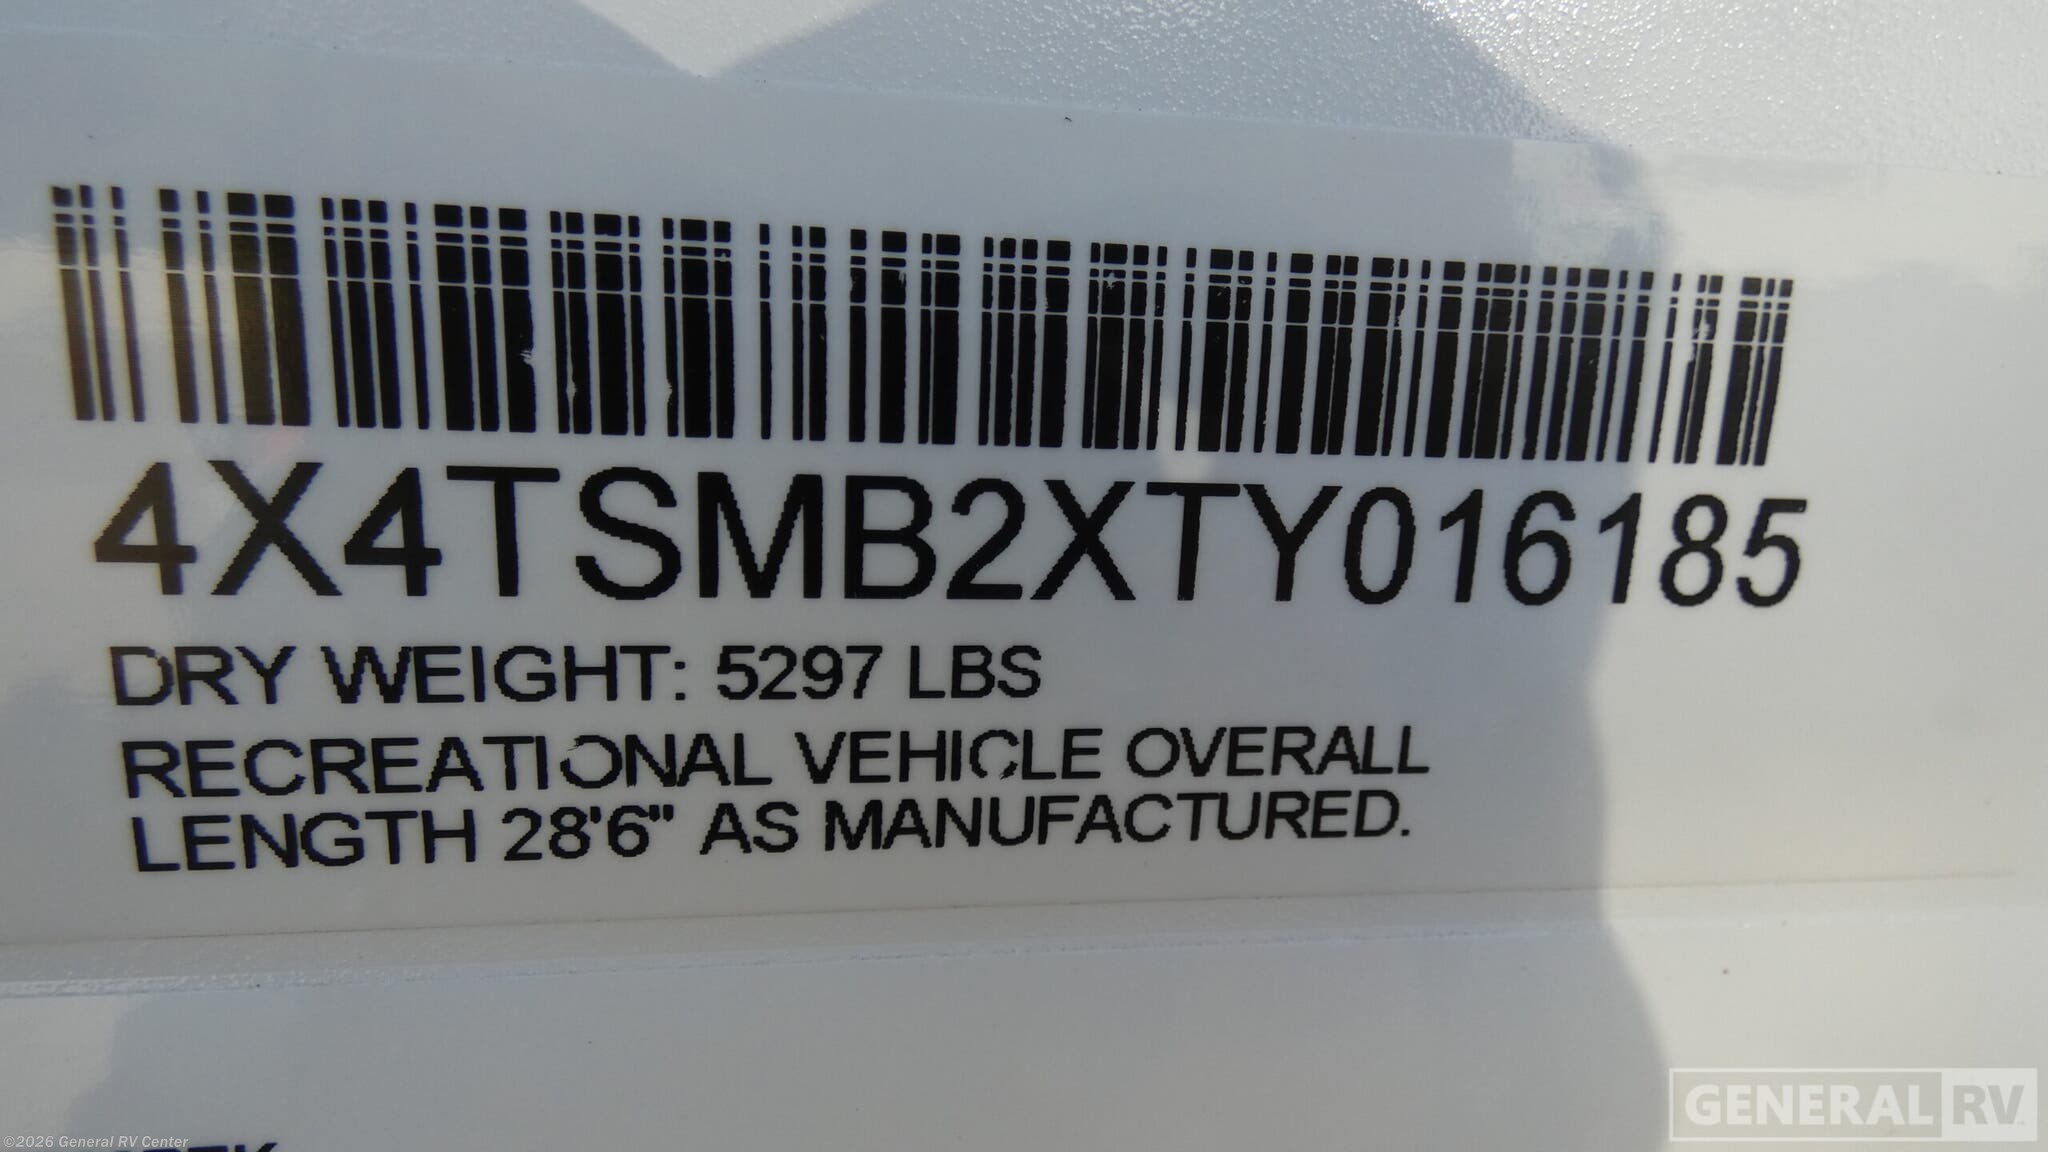 4X4TSMB2XTY016185
DRY WEIGHT: 5297 LBS
RECREATIONAL VEHICLE OVERALL
LENGTH 28'6" AS MANUFACTURED.
GENERAL RV
©2026 General RV Center